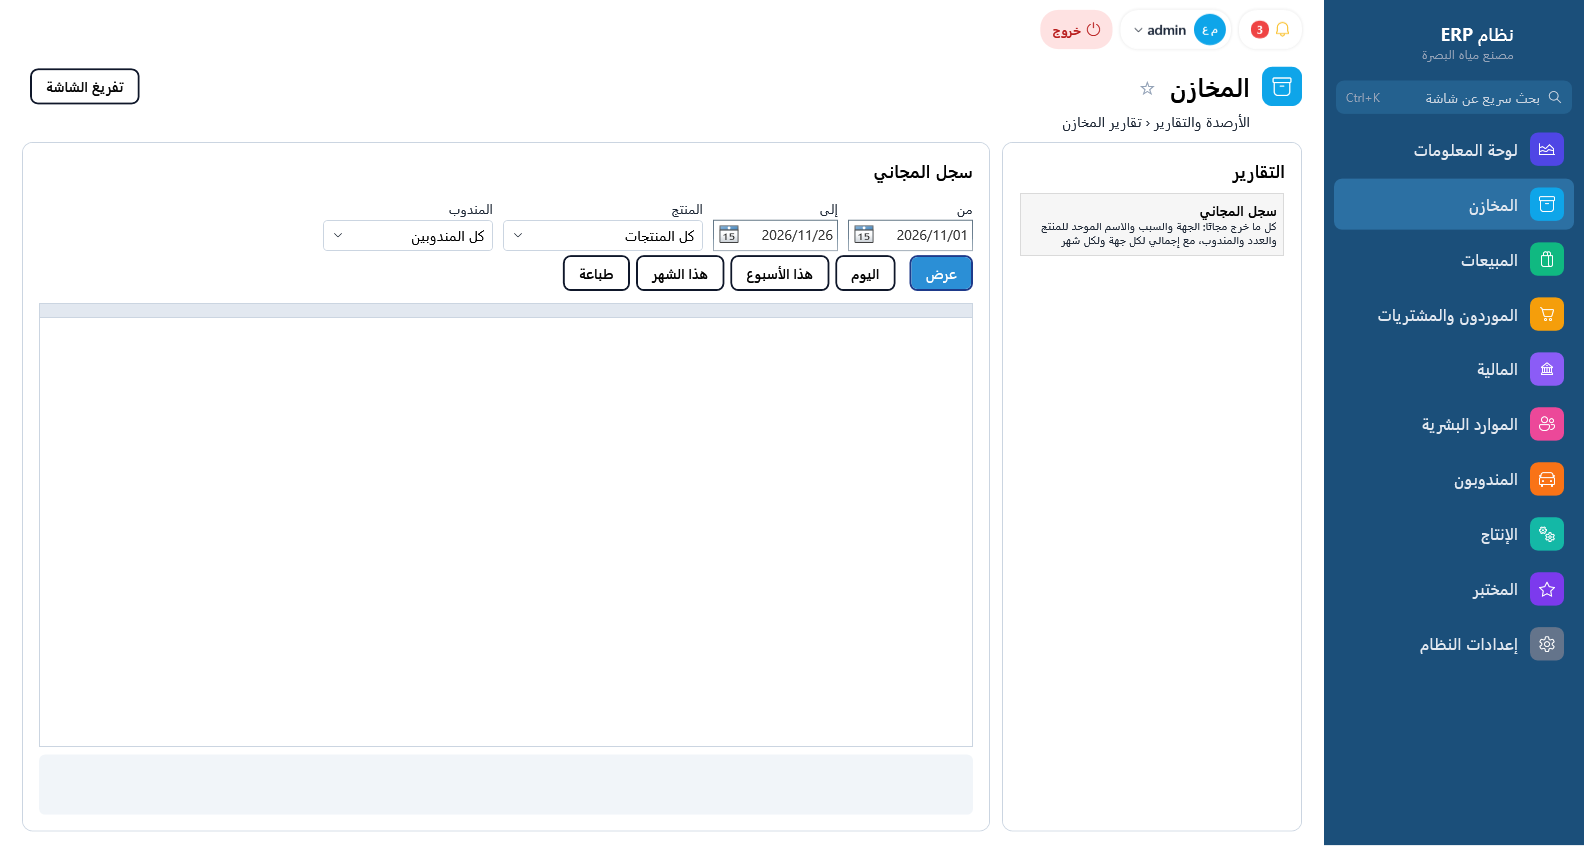 نظام ERP
مصنع مياه البصرة
بحث سريع عن شاشة
Ctrl+K
لوحة المعلومات
المخازن
المبيعات
الموردون والمشتريات
المالية
الموارد البشرية
المندوبون
الإنتاج
المختبر
إعدادات النظام
3
م ع
admin
خروج
المخازن
الأرصدة والتقارير › تقارير المخازن
تفريغ الشاشة
التقارير
سجل المجاني
كل ما خرج مجانًا: الجهة والسبب والاسم الموحد للمنتج
والعدد والمندوب، مع إجمالي لكل جهة ولكل شهر
سجل المجاني
من
إلى
المنتج
المندوب
2026/11/01
15
2026/11/26
15
كل المنتجات
كل المندوبين
عرض
اليوم
هذا الأسبوع
هذا الشهر
طباعة